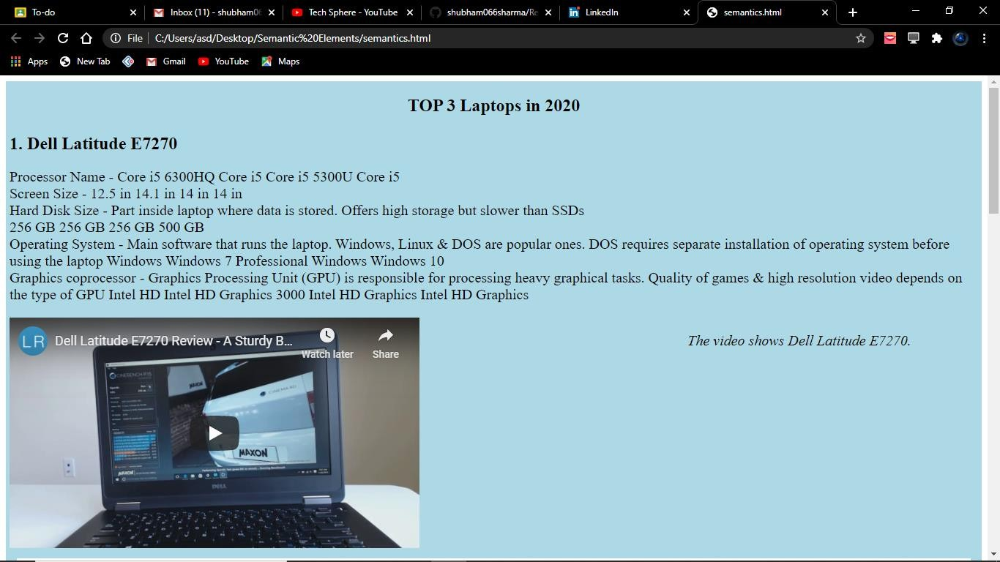 To-do
Inbox (11) - shubham06
Tech Sphere - YouTube
shubham066sharma/Re
LinkedIn
semantics.html
File
C:/Users/asd/Desktop/Semantic%20Elements/semantics.html
Apps
New Tab
Gmail
YouTube
Maps
TOP 3 Laptops in 2020
1. Dell Latitude E7270
Processor Name - Core i5 6300HQ Core i5 Core i5 5300U Core i5
Screen Size - 12.5 in 14.1 in 14 in 14 in
Hard Disk Size - Part inside laptop where data is stored. Offers high storage but slower than SSDs
256 GB 256 GB 256 GB 500 GB
Operating System - Main software that runs the laptop. Windows, Linux & DOS are popular ones. DOS requires separate installation of operating system before
using the laptop Windows Windows 7 Professional Windows Windows 10
Graphics coprocessor - Graphics Processing Unit (GPU) is responsible for processing heavy graphical tasks. Quality of games & high resolution video depends on
the type of GPU Intel HD Intel HD Graphics 3000 Intel HD Graphics Intel HD Graphics
LR
Dell Latitude E7270 Review - A Sturdy B...
Watch later
Share
The video shows Dell Latitude E7270.
CINEBENCH R15
MAXON
CINEMA 4D
MAXON
MAXON
DELL